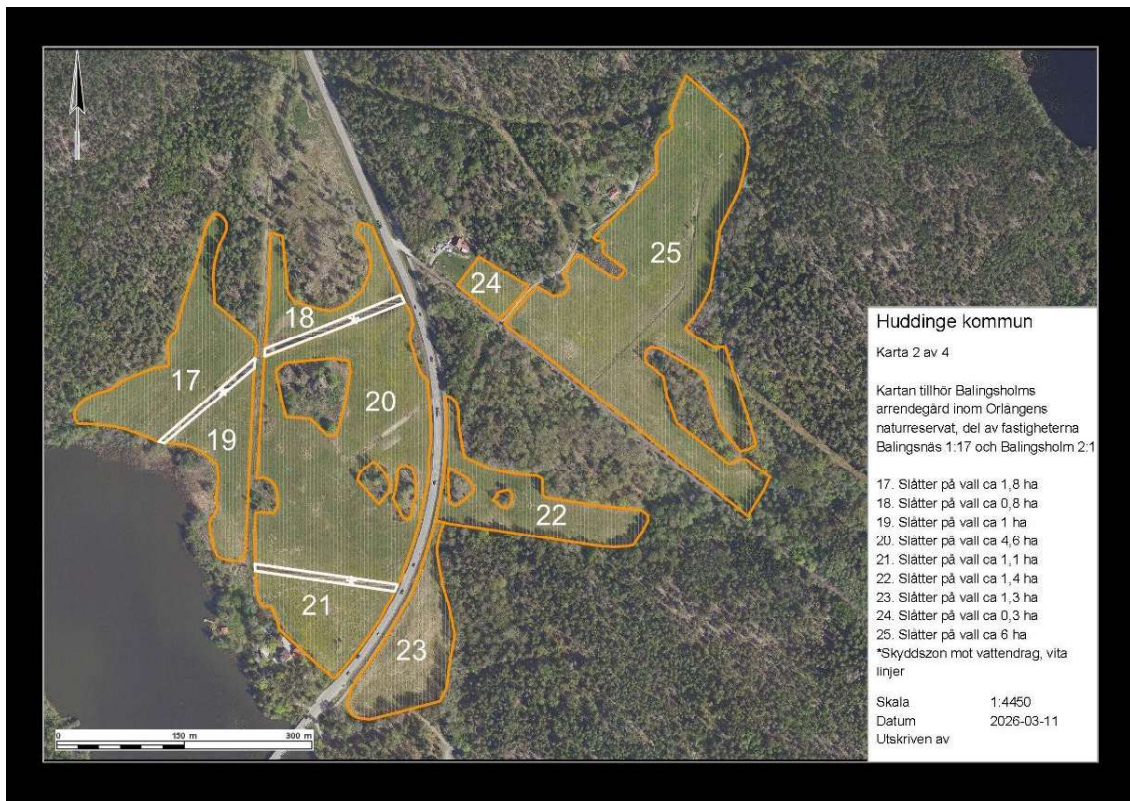 Huddinge kommun
Karta 2 av 4
Kartan tillhör Balingsholms
arrendegård inom Orlångens
naturreservat, del av fastigheterna
Balingsnäs 1:17 och Balingsholm 2:1
17. Slåtter på vall ca 1,8 ha
18. Slåtter på vall ca 0,8 ha
19. Slåtter på vall ca 1 ha
20. Slåtter på vall ca 4,6 ha
21. Slåtter på vall ca 1,1 ha
22. Slåtter på vall ca 1,4 ha
23. Slåtter på vall ca 1,3 ha
24. Slåtter på vall ca 0,3 ha
25. Slåtter på vall ca 6 ha
*Skyddszon mot vattendrag, vita
linjer
Skala 1:4450
Datum 2026-03-11
Utskriven av
25
24
18
17
20
19
22
21
23
0 150 m 300 m